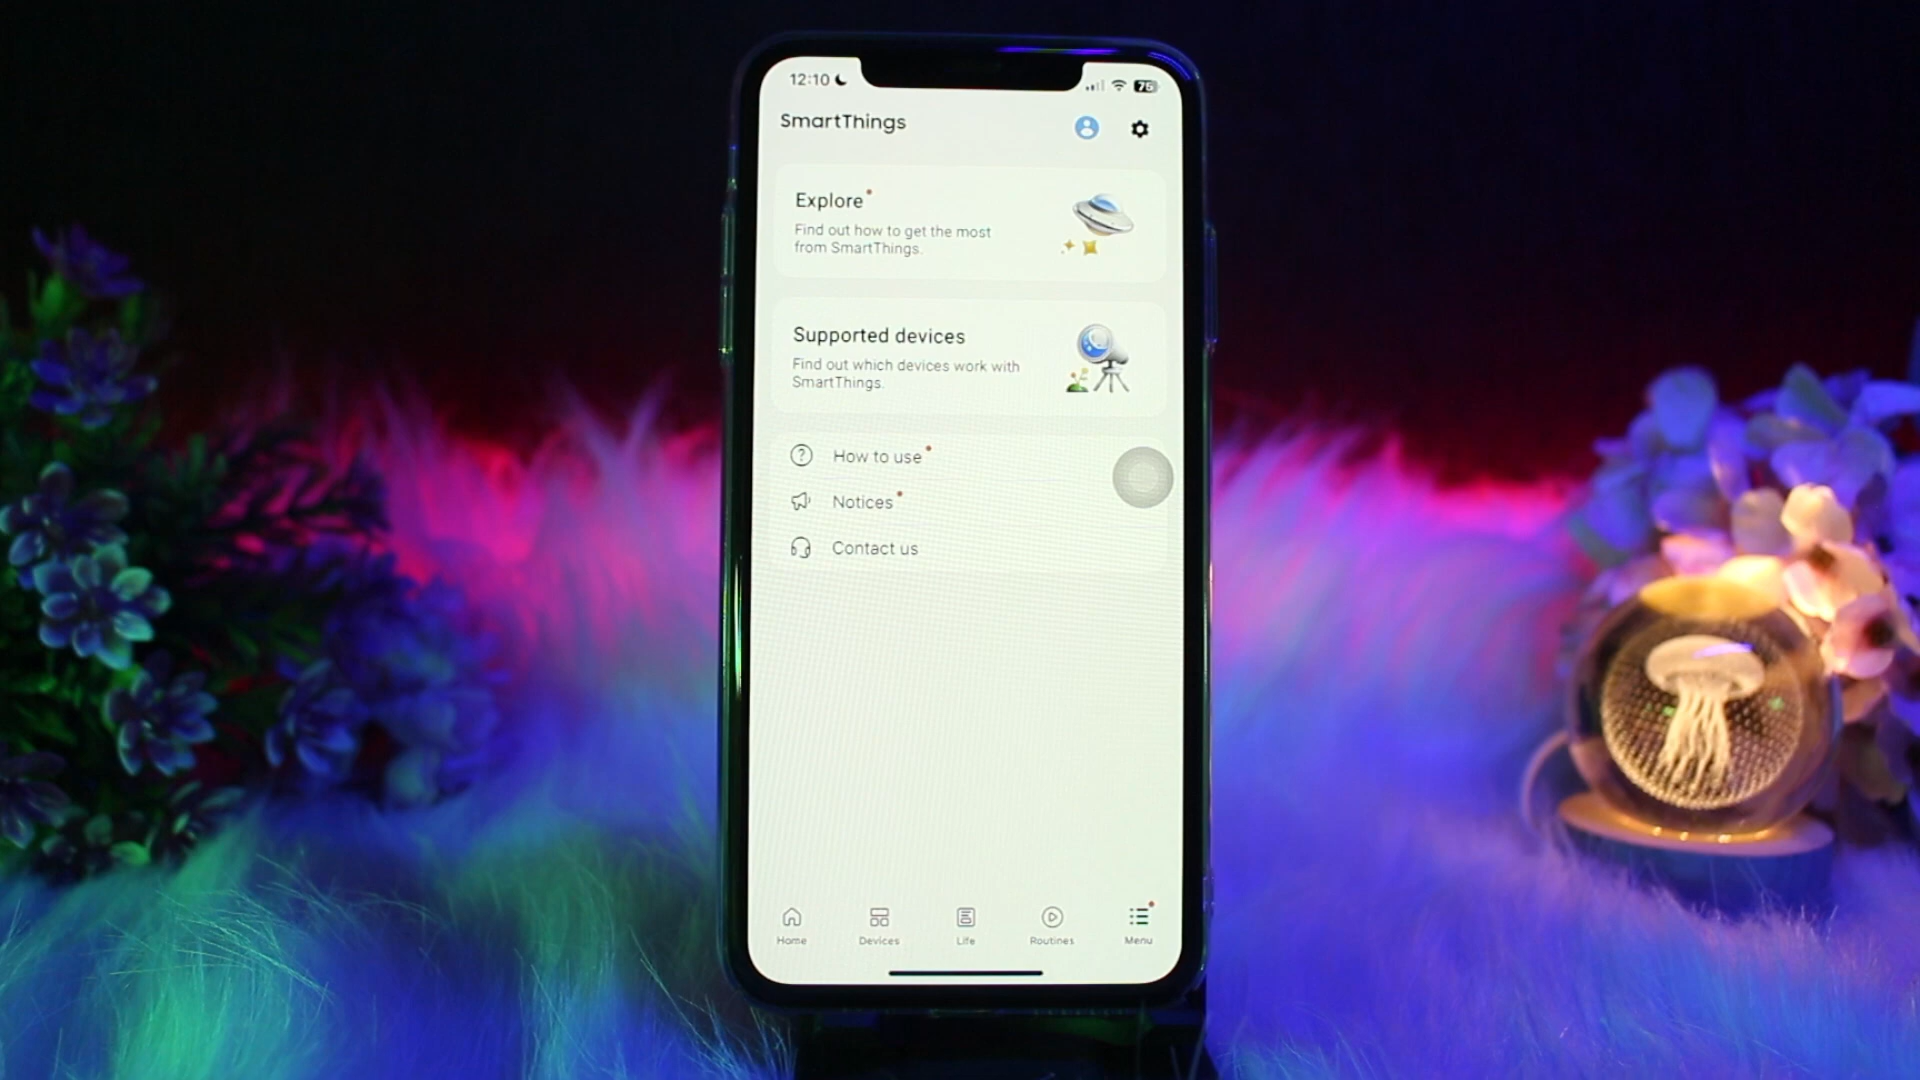 12:10
76
SmartThings
Explore
Find out how to get the most
from SmartThings.
Supported devices
Find out which devices work with
SmartThings.
How to use
Notices
Contact us
Home
Devices
Life
Routines
Menu